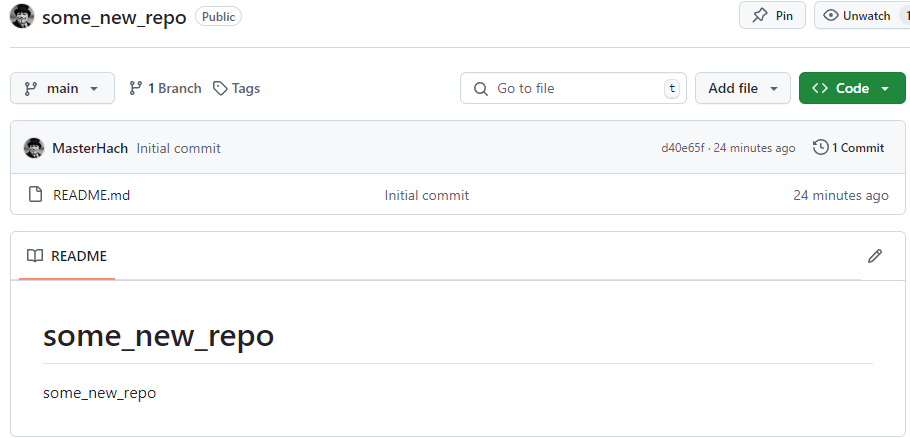 some_new_repo Public Pin Unwatch 1
main 1 Branch Tags Go to file t Add file Code
MasterHach Initial commit d40e65f · 24 minutes ago 1 Commit
README.md Initial commit 24 minutes ago
README
some_new_repo
some_new_repo